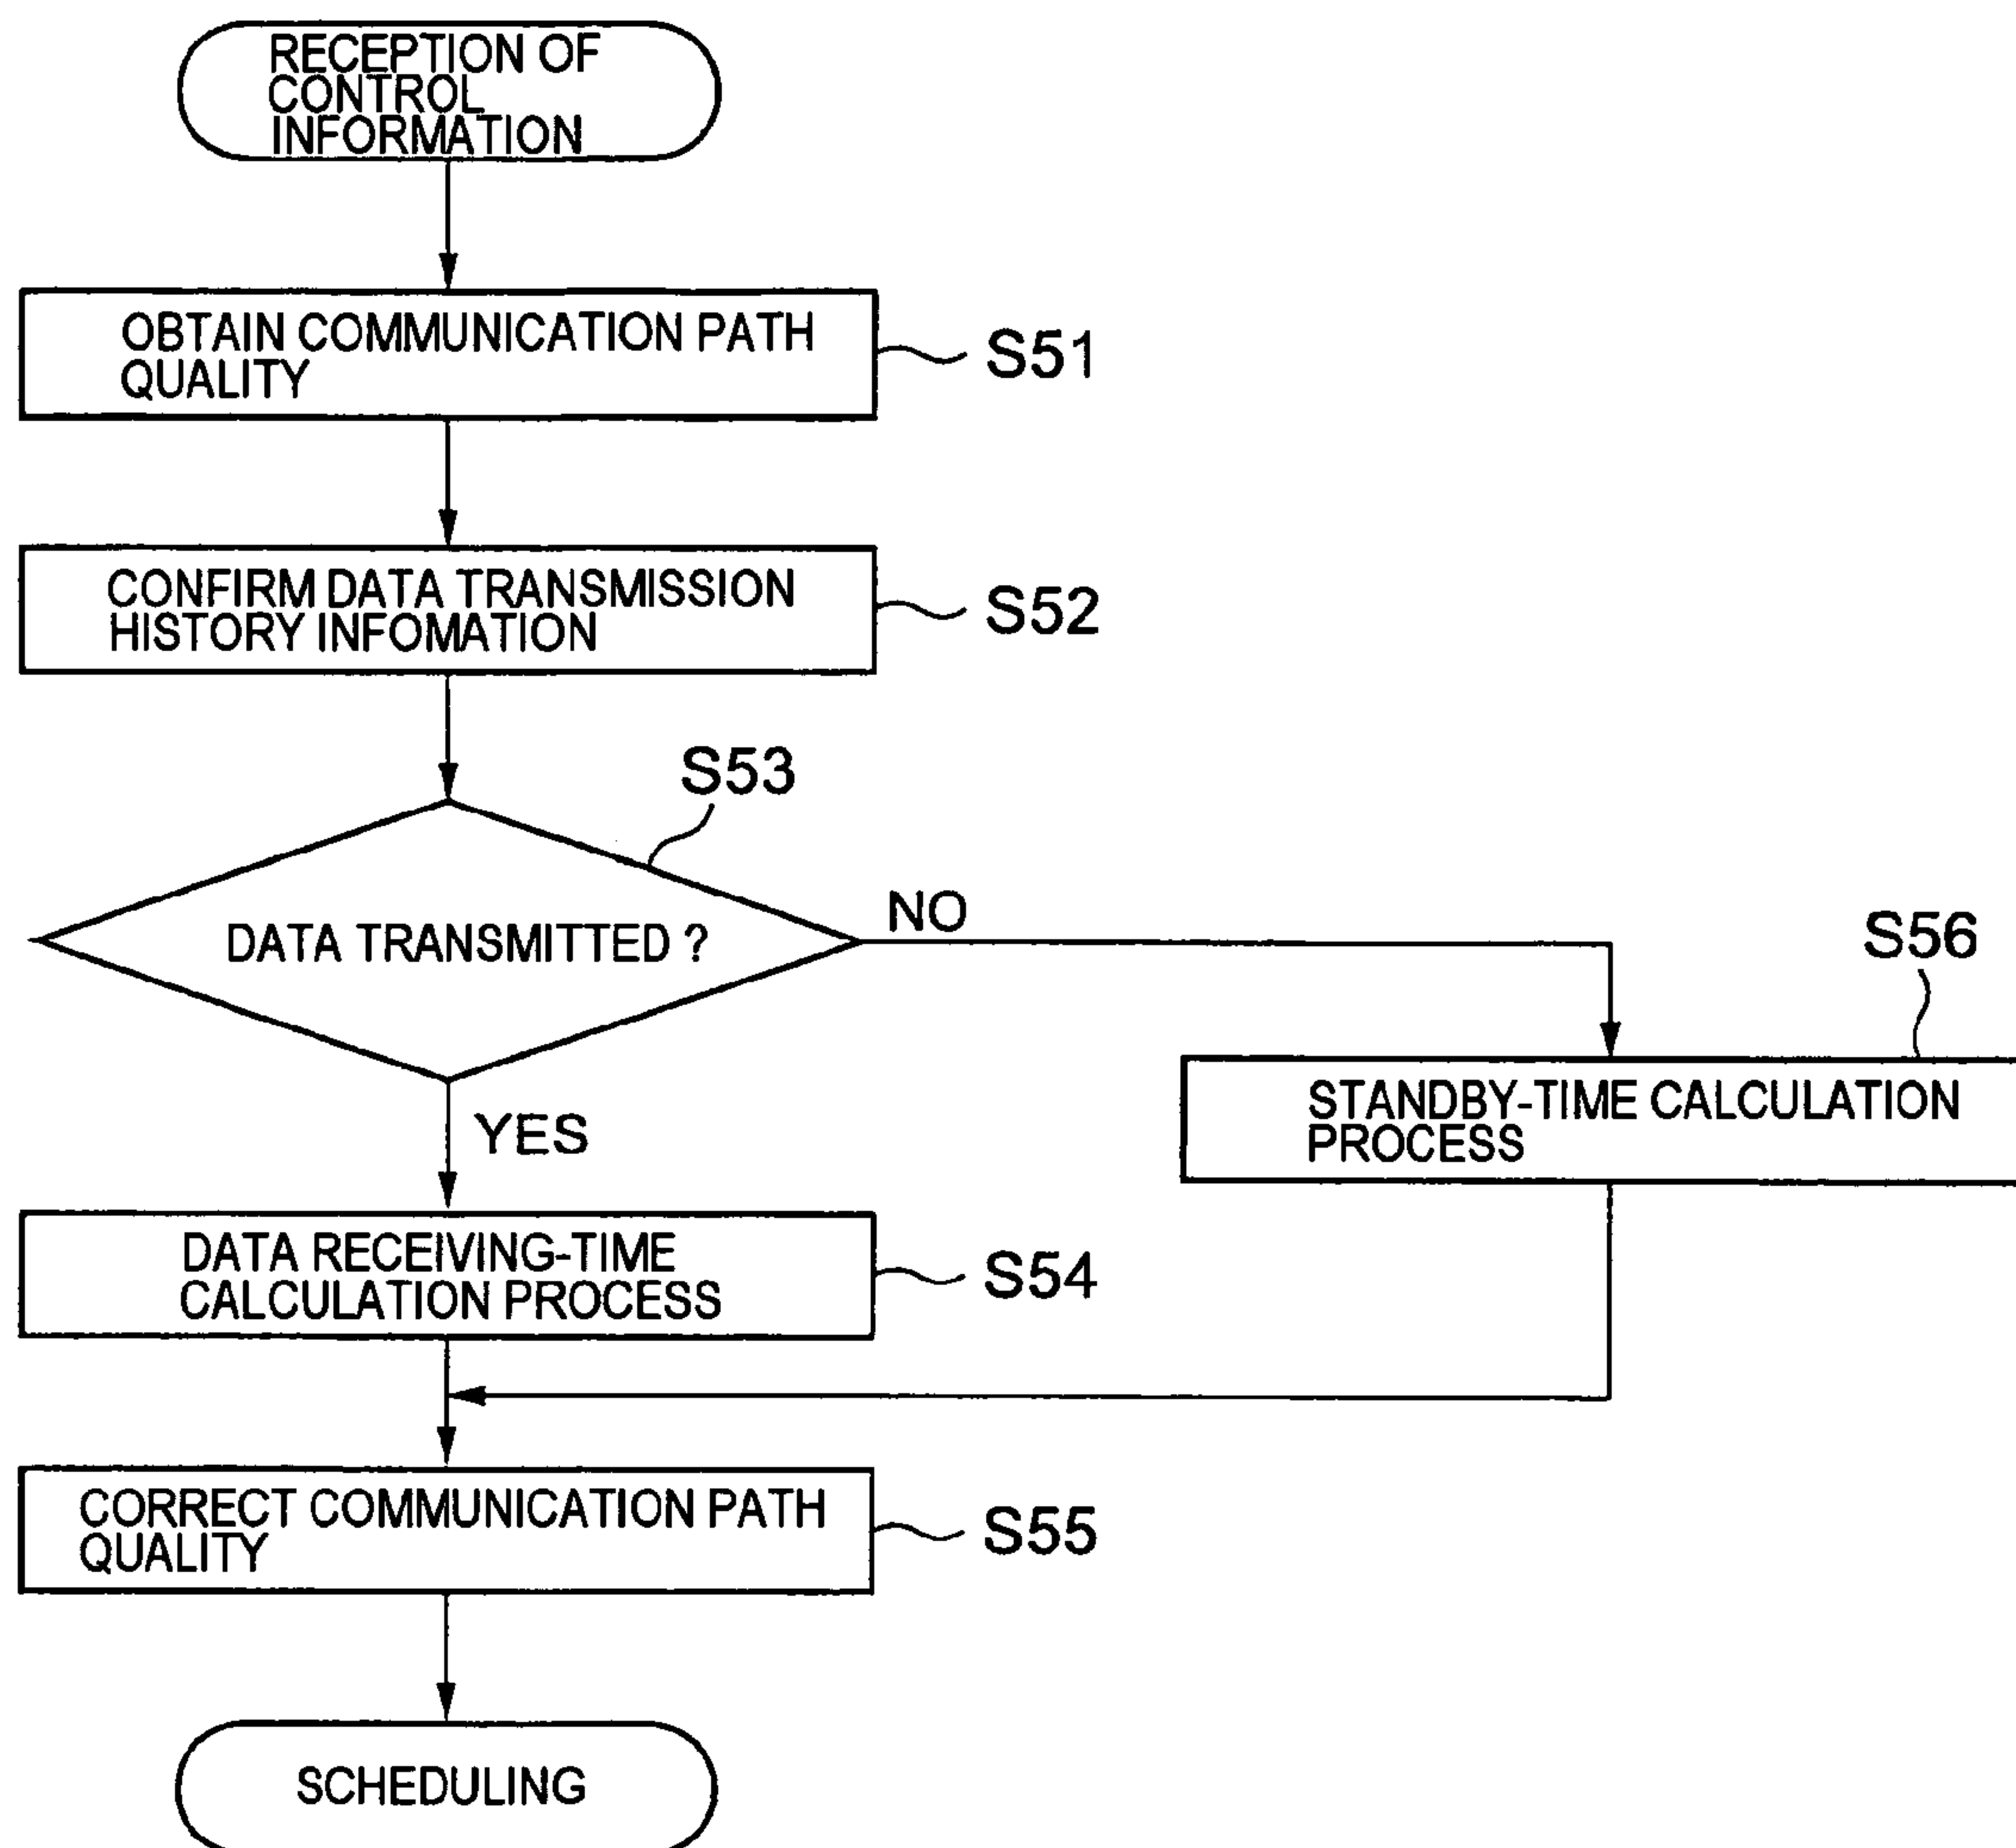 RECEPTION OF
CONTROL
INFORMATION
OBTAIN COMMUNICATION PATH
QUALITY
S51
CONFIRM DATA TRANSMISSION
HISTORY INFOMATION
S52
S53
DATA TRANSMITTED ?
NO
YES
S56
STANDBY-TIME CALCULATION
PROCESS
DATA RECEIVING-TIME
CALCULATION PROCESS
S54
CORRECT COMMUNICATION PATH
QUALITY
S55
SCHEDULING